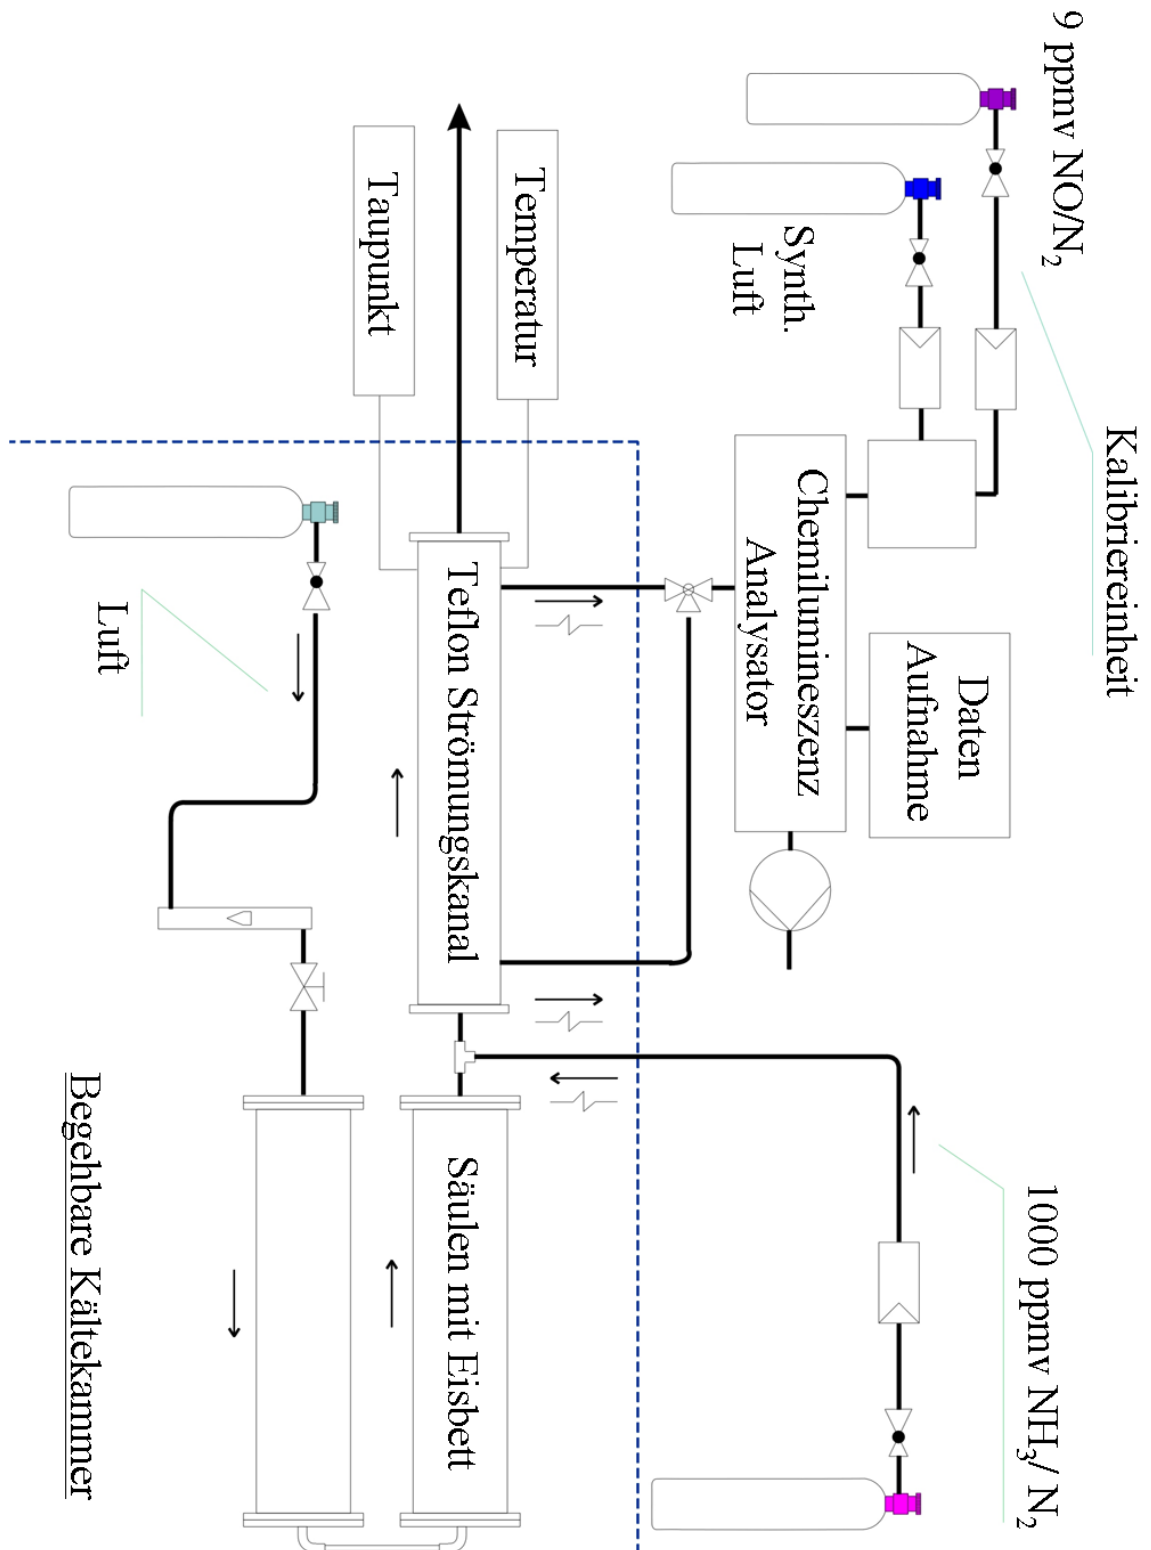 9 ppmv NO/N₂
Kalibriereinheit
1000 ppmv NH₃/ N₂
Synth.
Luft
Daten
Aufnahme
Chemilumineszenz
Analysator
Temperatur
Taupunkt
Teflon Strömungskanal
Säulen mit Eisbett
Luft
Begehbare Kältekammer